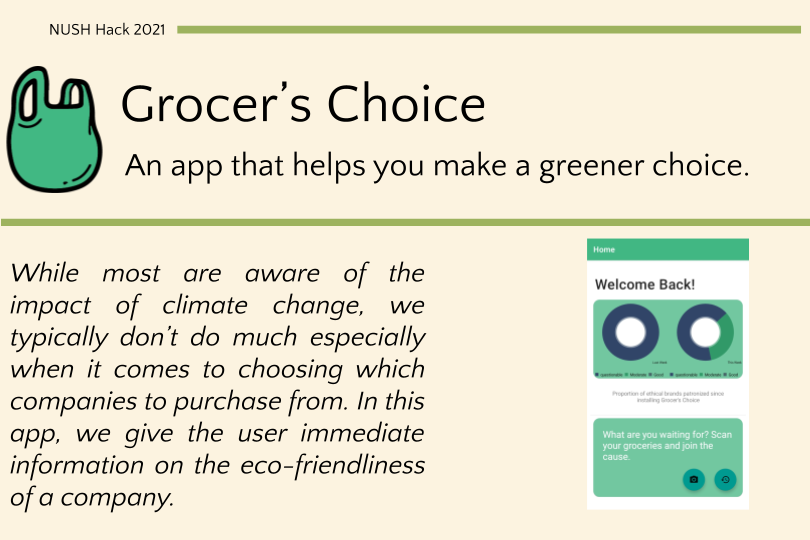 NUSH Hack 2021
Grocer's Choice
An app that helps you make a greener choice.
While most are aware of the
impact of climate change, we
typically don't do much especially
when it comes to choosing which
companies to purchase from. In this
app, we give the user immediate
information on the eco-friendliness
of a company.
Home
Welcome Back!
Last Week
This Week
questionable Moderate Good
questionable Moderate Good
Proportion of ethical brands patronised since
installing Grocer's Choice
What are you waiting for? Scan
your groceries and join the
cause.